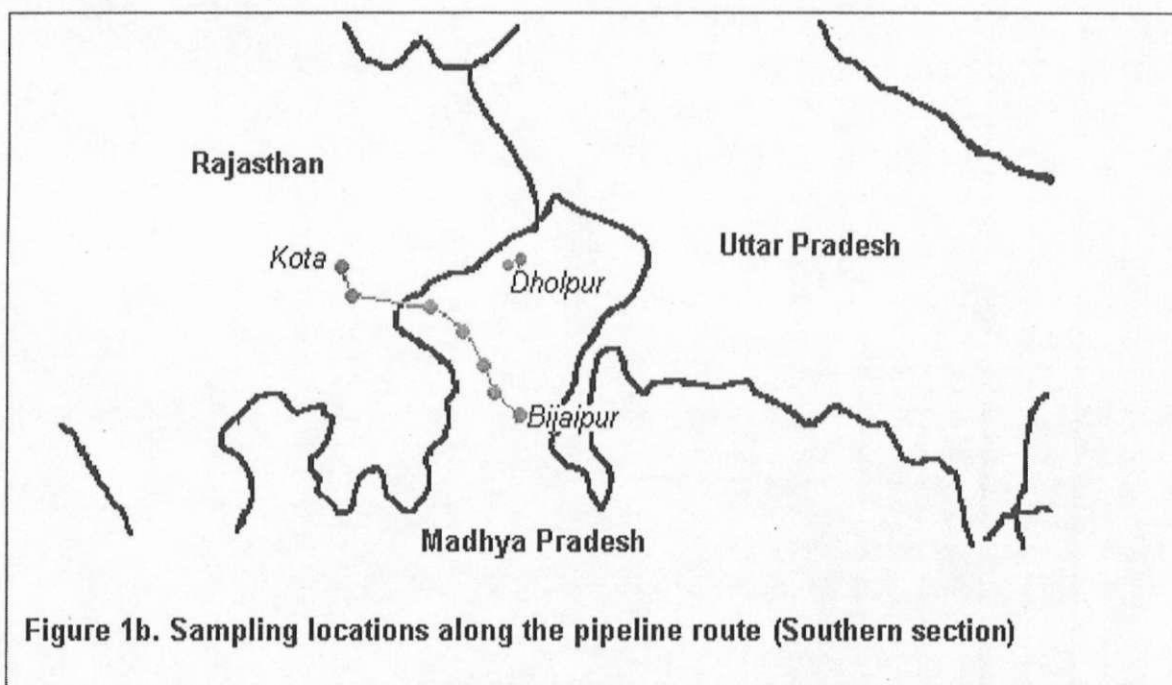 Rajasthan
Uttar Pradesh
Kota
Dholpur
Bijaipur
Madhya Pradesh
Figure 1b. Sampling locations along the pipeline route (Southern section)